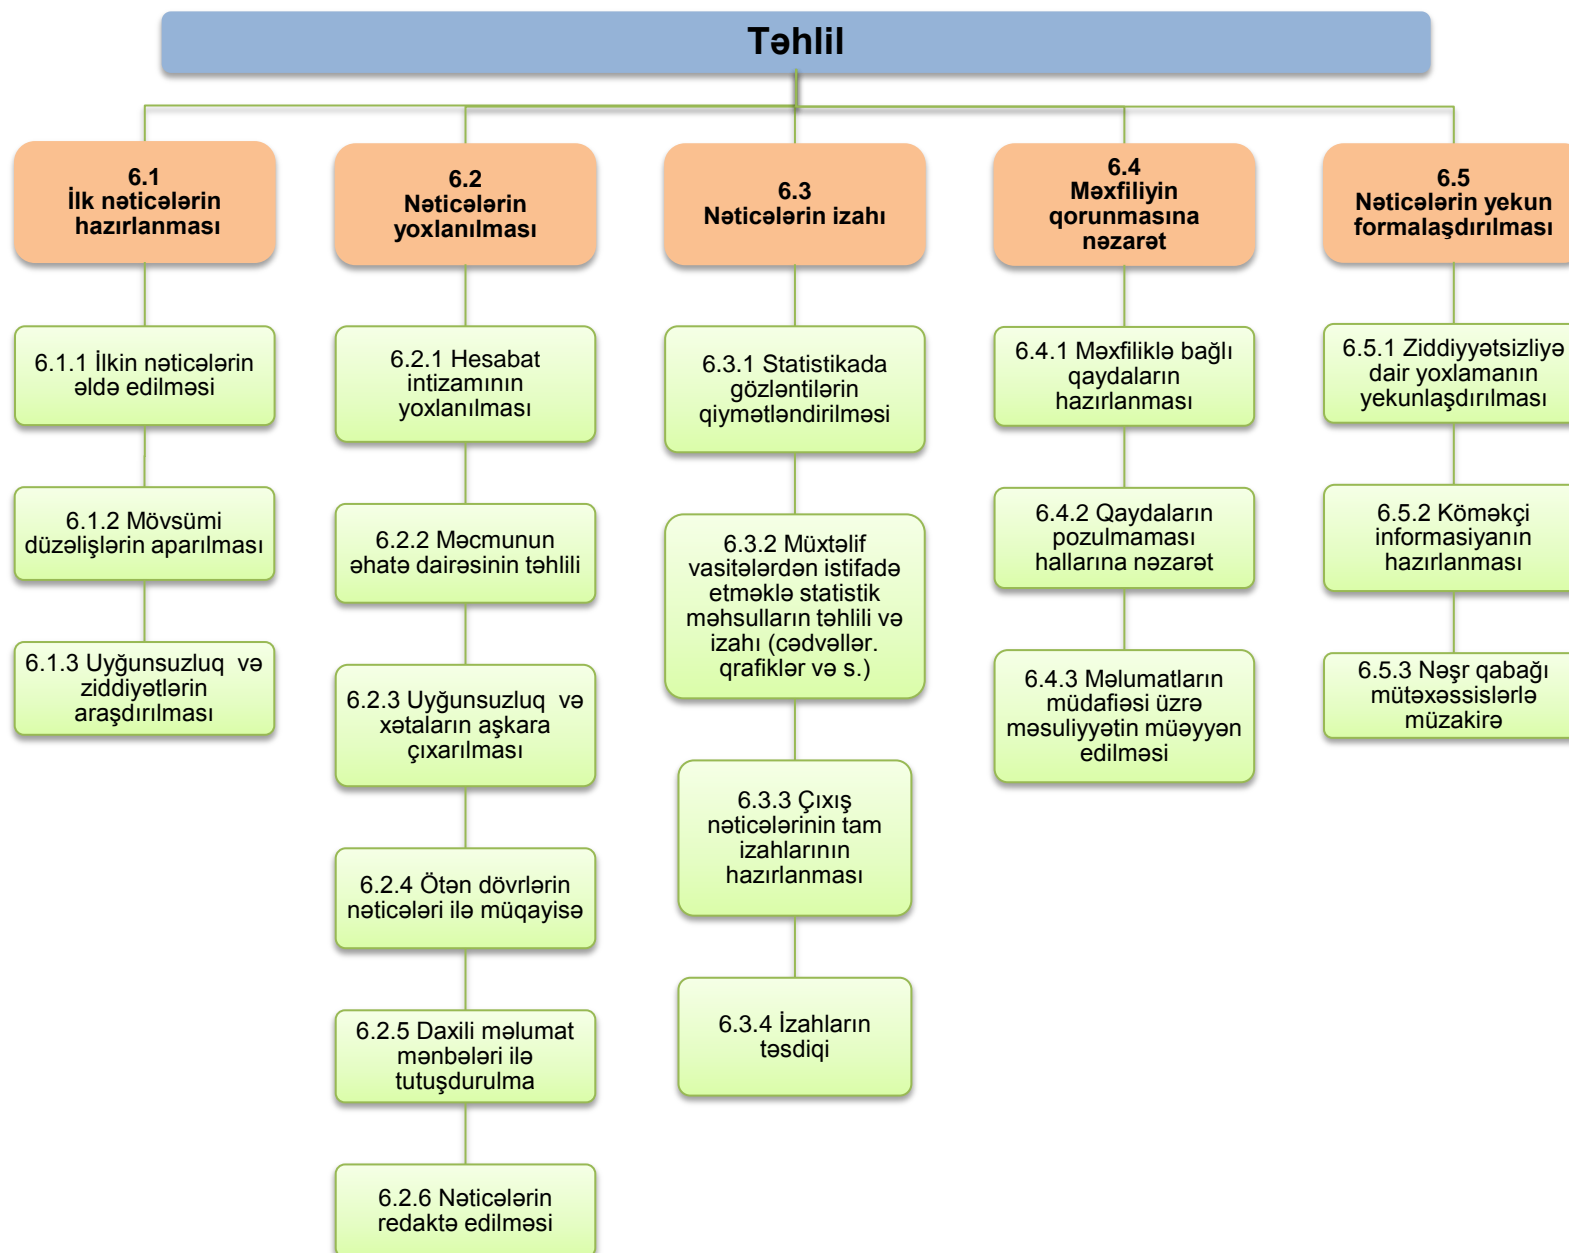 Təhlil
6.1
İlk nəticələrin
hazırlanması
6.1.1 İlkin nəticələrin
əldə edilməsi
6.1.2 Mövsümi
düzəlişlərin aparılması
6.1.3 Uyğunsuzluq  və
ziddiyətlərin
araşdırılması
6.2
Nəticələrin
yoxlanılması
6.2.1 Hesabat
intizamının
yoxlanılması
6.2.2 Məcmunun
əhatə dairəsinin təhlili
6.2.3 Uyğunsuzluq  və
xətaların aşkara
çıxarılması
6.2.4 Ötən dövrlərin
nəticələri ilə müqayisə
6.2.5 Daxili məlumat
mənbələri ilə
tutuşdurulma
6.2.6 Nəticələrin
redaktə edilməsi
6.3
Nəticələrin izahı
6.3.1 Statistikada
gözləntilərin
qiymətləndirilməsi
6.3.2 Müxtəlif
vasitələrdən istifadə
etməklə statistik
məhsulların təhlili və
izahı (cədvəllər.
qrafiklər və s.)
6.3.3 Çıxış
nəticələrinin tam
izahlarının
hazırlanması
6.3.4 İzahların
təsdiqi
6.4
Məxfiliyin
qorunmasına
nəzarət
6.4.1 Məxfiliklə bağlı
qaydaların
hazırlanması
6.4.2 Qaydaların
pozulmaması
hallarına nəzarət
6.4.3 Məlumatların
müdafiəsi üzrə
məsuliyyətin müəyyən
edilməsi
6.5
Nəticələrin yekun
formalaşdırılması
6.5.1 Ziddiyyətsizliyə
dair yoxlamanın
yekunlaşdırılması
6.5.2 Köməkçi
informasiyanın
hazırlanması
6.5.3 Nəşr qabağı
mütəxəssislərlə
müzakirə